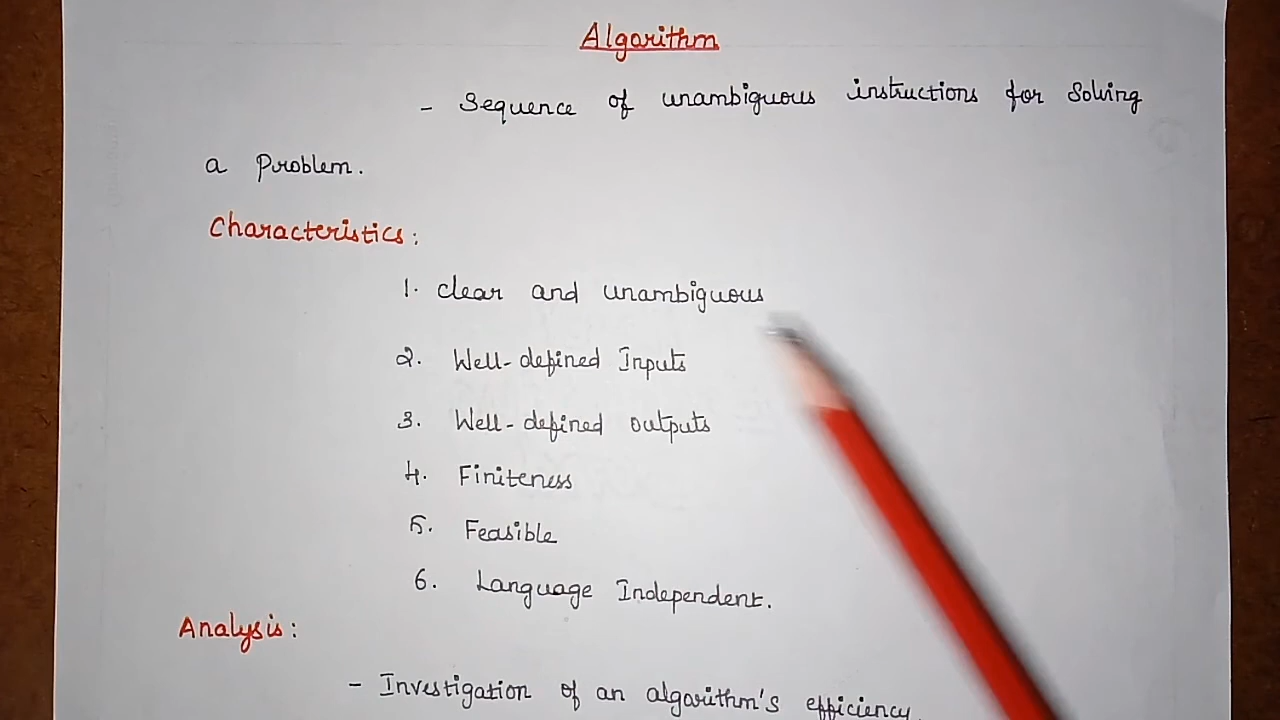 Algorithm
- Sequence of unambiguous instructions for Solving
a Problem.
Characteristics:
1. Clear and unambiguous
2. Well-defined Inputs
3. Well-defined outputs
4. Finiteness
5. Feasible
6. Language Independent.
Analysis:
- Investigation of an algorithm's efficiency.